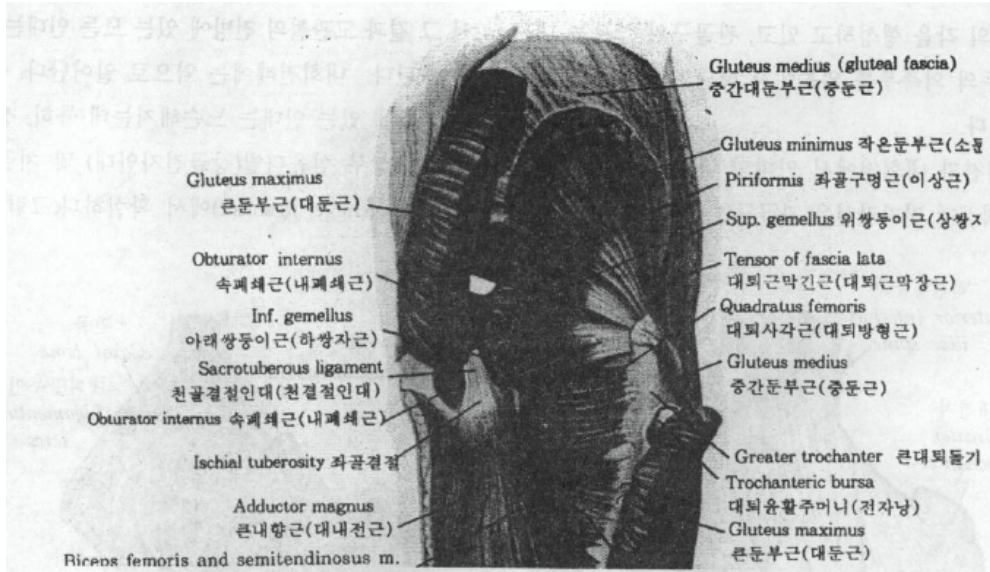 Gluteus maximus
큰둔부근(대둔근)
Obturator internus
속폐쇄근(내폐쇄근)
Inf. gemellus
아래쌍둥이근(하쌍자근)
Sacrotuberous ligament
천골결절인대(천결절인대)
Obturator internus 속폐쇄근(내폐쇄근)
Ischial tuberosity 좌골결절
Adductor magnus
큰내향근(대내전근)
Biceps femoris and semitendinosus m.
Gluteus medius (gluteal fascia)
중간대둔부근(중둔근)
Gluteus minimus 작은둔부근(소둔
Piriformis 좌골구멍근(이상근)
Sup. gemellus 위쌍둥이근(상쌍
Tensor of fascia lata
대퇴근막긴근(대퇴근막장근)
Quadratus femoris
대퇴사각근(대퇴방형근)
Gluteus medius
중간둔부근(중둔근)
Greater trochanter 큰대퇴돌기
Trochanteric bursa
대퇴윤활주머니(전자낭)
Gluteus maximus
큰둔부근(대둔근)